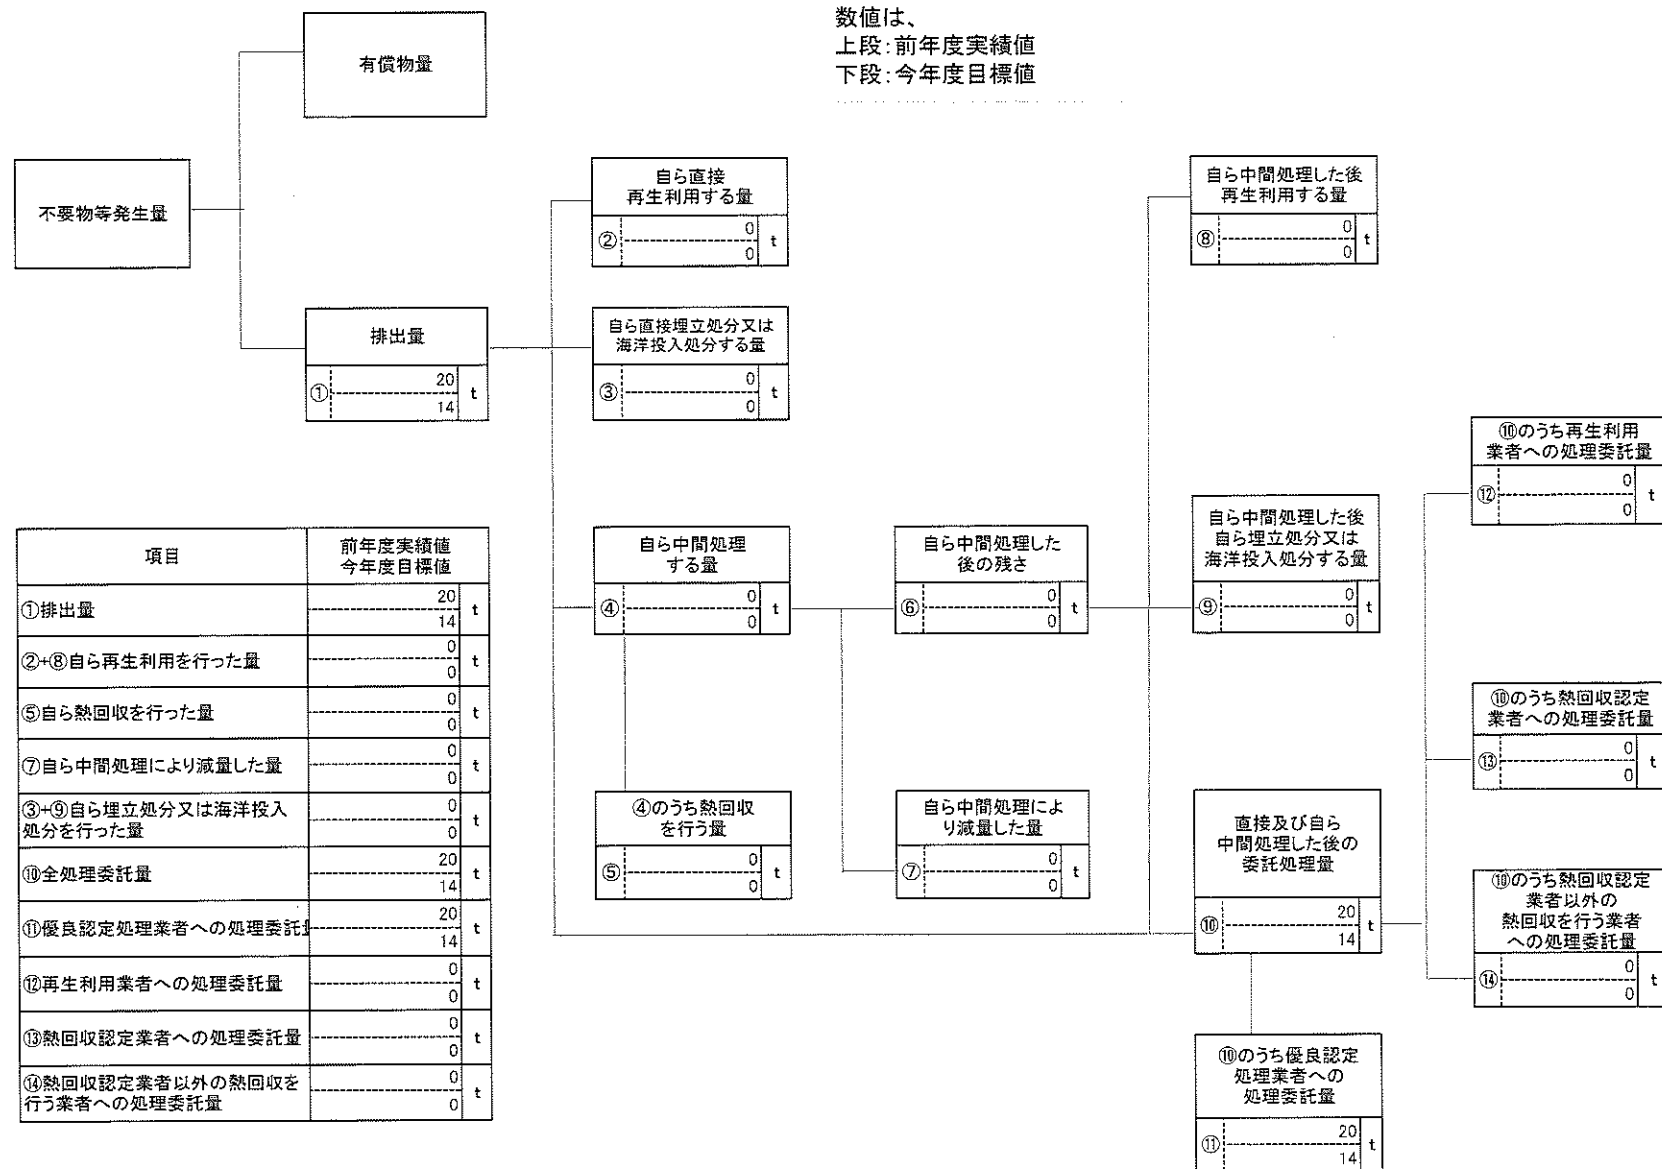 数値は、
上段:前年度実績値
下段:今年度目標値
有償物量
不要物等発生量
排出量
①
20
14
t
自ら直接
再生利用する量
②
0
0
t
自ら直接埋立処分又は
海洋投入処分する量
③
0
0
t
自ら中間処理
する量
④
0
0
t
④のうち熱回収
を行う量
⑤
0
0
t
自ら中間処理した
後の残さ
⑥
0
0
t
自ら中間処理によ
り減量した量
⑦
0
0
t
自ら中間処理した後
再生利用する量
⑧
0
0
t
自ら中間処理した後
自ら埋立処分又は
海洋投入処分する量
⑨
0
0
t
直接及び自ら
中間処理した後の
委託処理量
⑩
20
14
t
⑩のうち優良認定
処理業者への
処理委託量
⑪
20
14
t
⑩のうち再生利用
業者への処理委託量
⑫
0
0
t
⑩のうち熱回収認定
業者への処理委託量
⑬
0
0
t
⑩のうち熱回収認定
業者以外の
熱回収を行う業者
への処理委託量
⑭
0
0
t
項目
前年度実績値
今年度目標値
①排出量
20
14
t
②+⑧自ら再生利用を行った量
0
0
t
⑤自ら熱回収を行った量
0
0
t
⑦自ら中間処理により減量した量
0
0
t
③+⑨自ら埋立処分又は海洋投入
処分を行った量
0
0
t
⑩全処理委託量
20
14
t
⑪優良認定処理業者への処理委託
20
14
t
⑫再生利用業者への処理委託量
0
0
t
⑬熱回収認定業者への処理委託量
0
0
t
⑭熱回収認定業者以外の熱回収を
行う業者への処理委託量
0
0
t